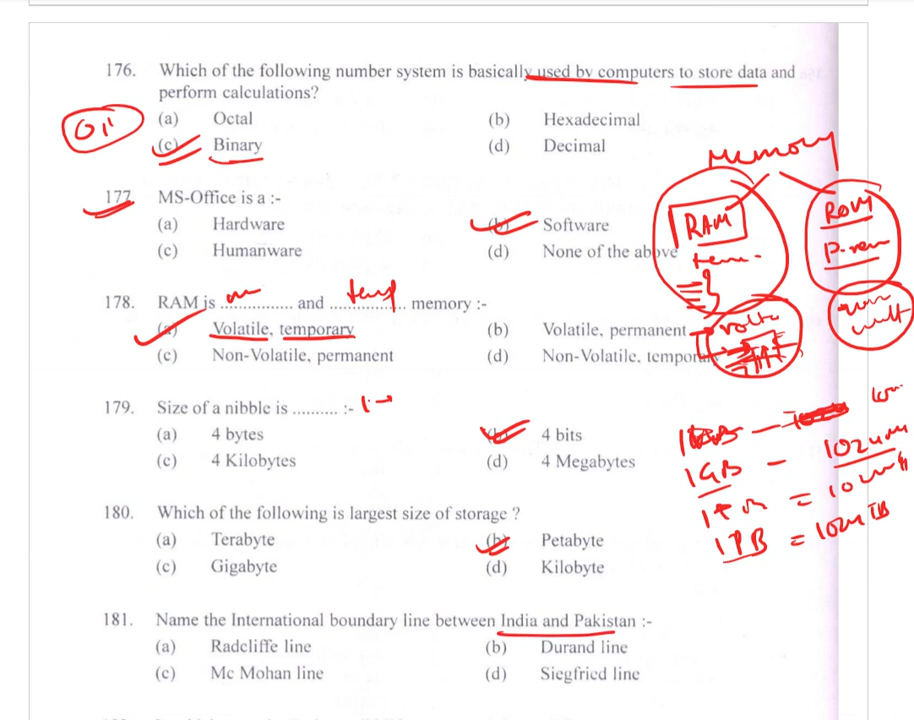 176. Which of the following number system is basically used by computers to store data and
perform calculations?
(a) Octal (b) Hexadecimal
(c) Binary (d) Decimal
Memory
177. MS-Office is a :-
(a) Hardware (b) Software
(c) Humanware (d) None of the above
RAM
ROM
178. RAM is .............. and ................ memory :-
temp
(a) Volatile, temporary (b) Volatile, permanent
(c) Non-Volatile, permanent (d) Non-Volatile, temporary
179. Size of a nibble is .......... :-
(a) 4 bytes (b) 4 bits
(c) 4 Kilobytes (d) 4 Megabytes
1GB -
180. Which of the following is largest size of storage ?
(a) Terabyte (b) Petabyte
(c) Gigabyte (d) Kilobyte
1PB = 1024 TB
181. Name the International boundary line between India and Pakistan :-
(a) Radcliffe line (b) Durand line
(c) Mc Mohan line (d) Siegfried line